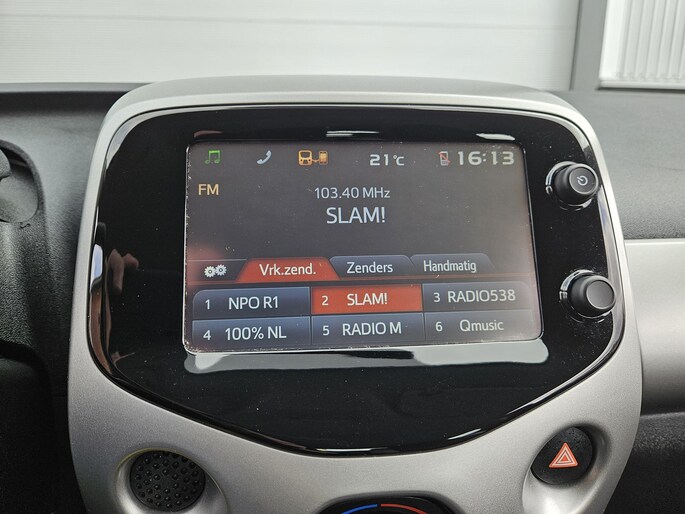 21°C 16:13
FM
103.40 MHz
SLAM!
Vrk.zend. Zenders Handmatig
1 NPO R1 2 SLAM! 3 RADIO538
4 100% NL 5 RADIO M 6 Qmusic